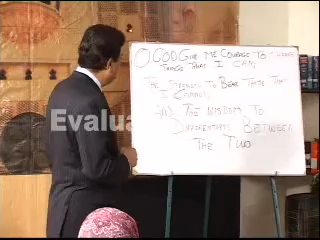 O GOD GIVE ME COURAGE TO
THINGS THAT I CAN,
THE STRENGTH TO BEAR THOSE THAT
I CANNOT,
AND THE WISDOM TO
BETWEEN
THE TWO
Evalua